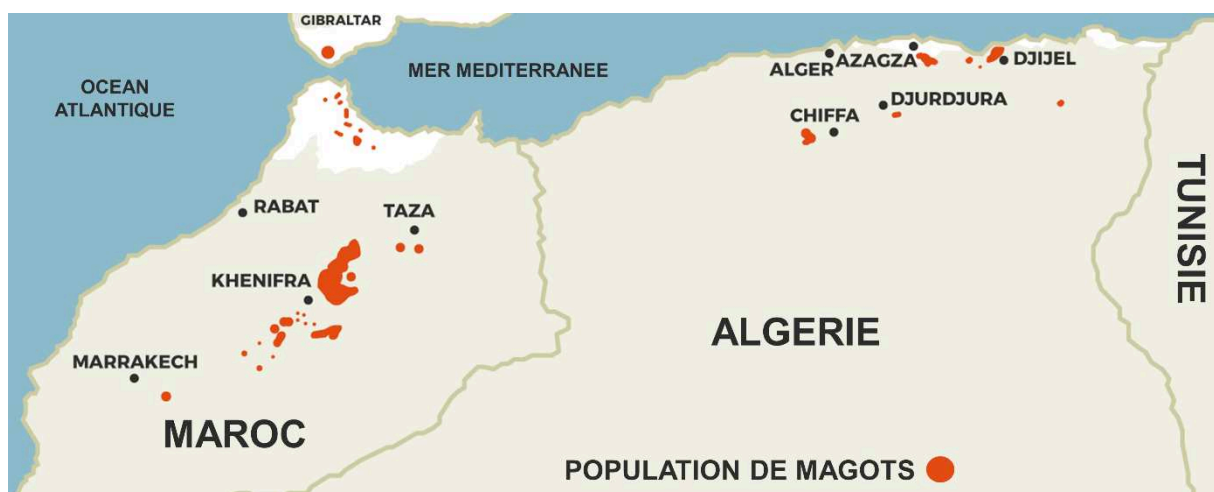 GIBRALTAR
OCEAN
ATLANTIQUE
MER MEDITERRANEE
ALGER
AZAGZA
DJIJEL
DJURDJURA
CHIFFA
TUNISIE
RABAT
TAZA
KHENIFRA
MARRAKECH
ALGERIE
MAROC
POPULATION DE MAGOTS